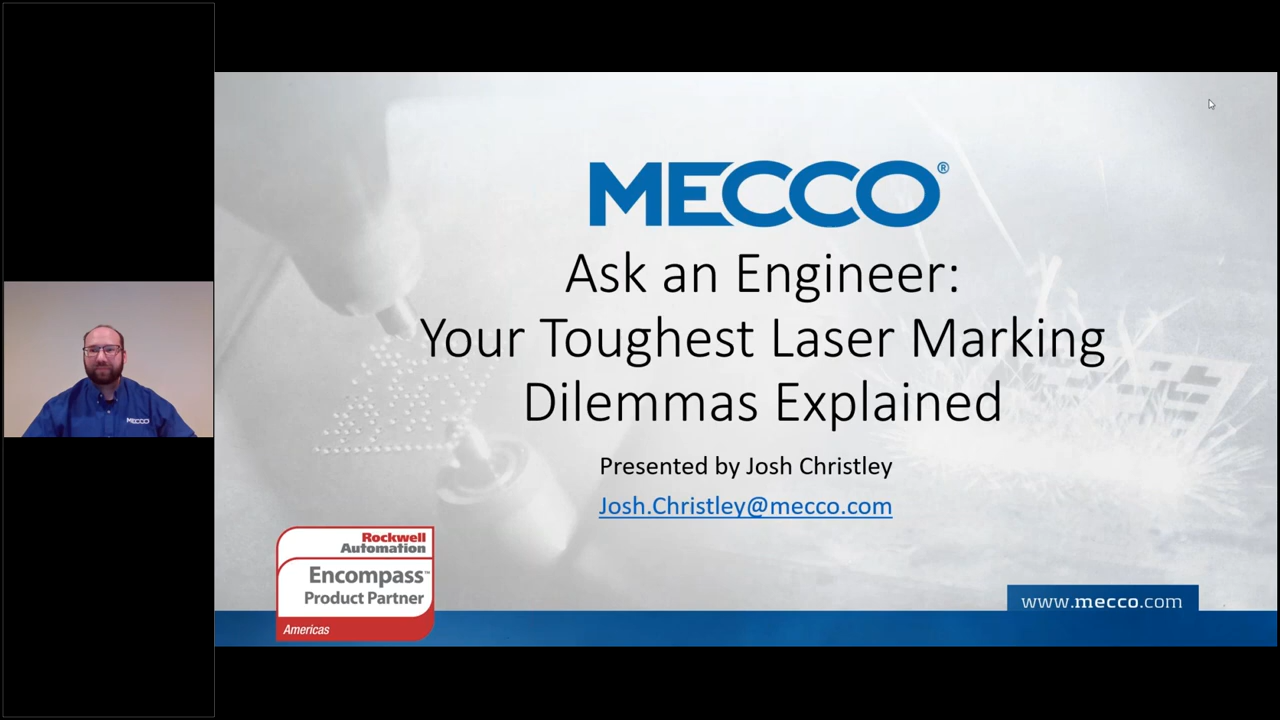 MECCO
MECCO®
Ask an Engineer:
Your Toughest Laser Marking
Dilemmas Explained
Presented by Josh Christley
Josh.Christley@mecco.com
Rockwell
Automation
Encompass™
Product Partner
Americas
www.mecco.com